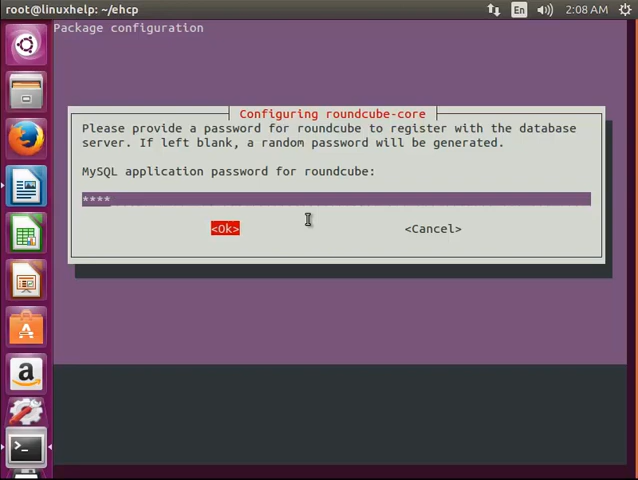 root@linuxhelp: ~/ehcp
En
2:08 AM
Package configuration
Configuring roundcube-core
Please provide a password for roundcube to register with the database
server. If left blank, a random password will be generated.
MySQL application password for roundcube:
****
<Ok>
<Cancel>